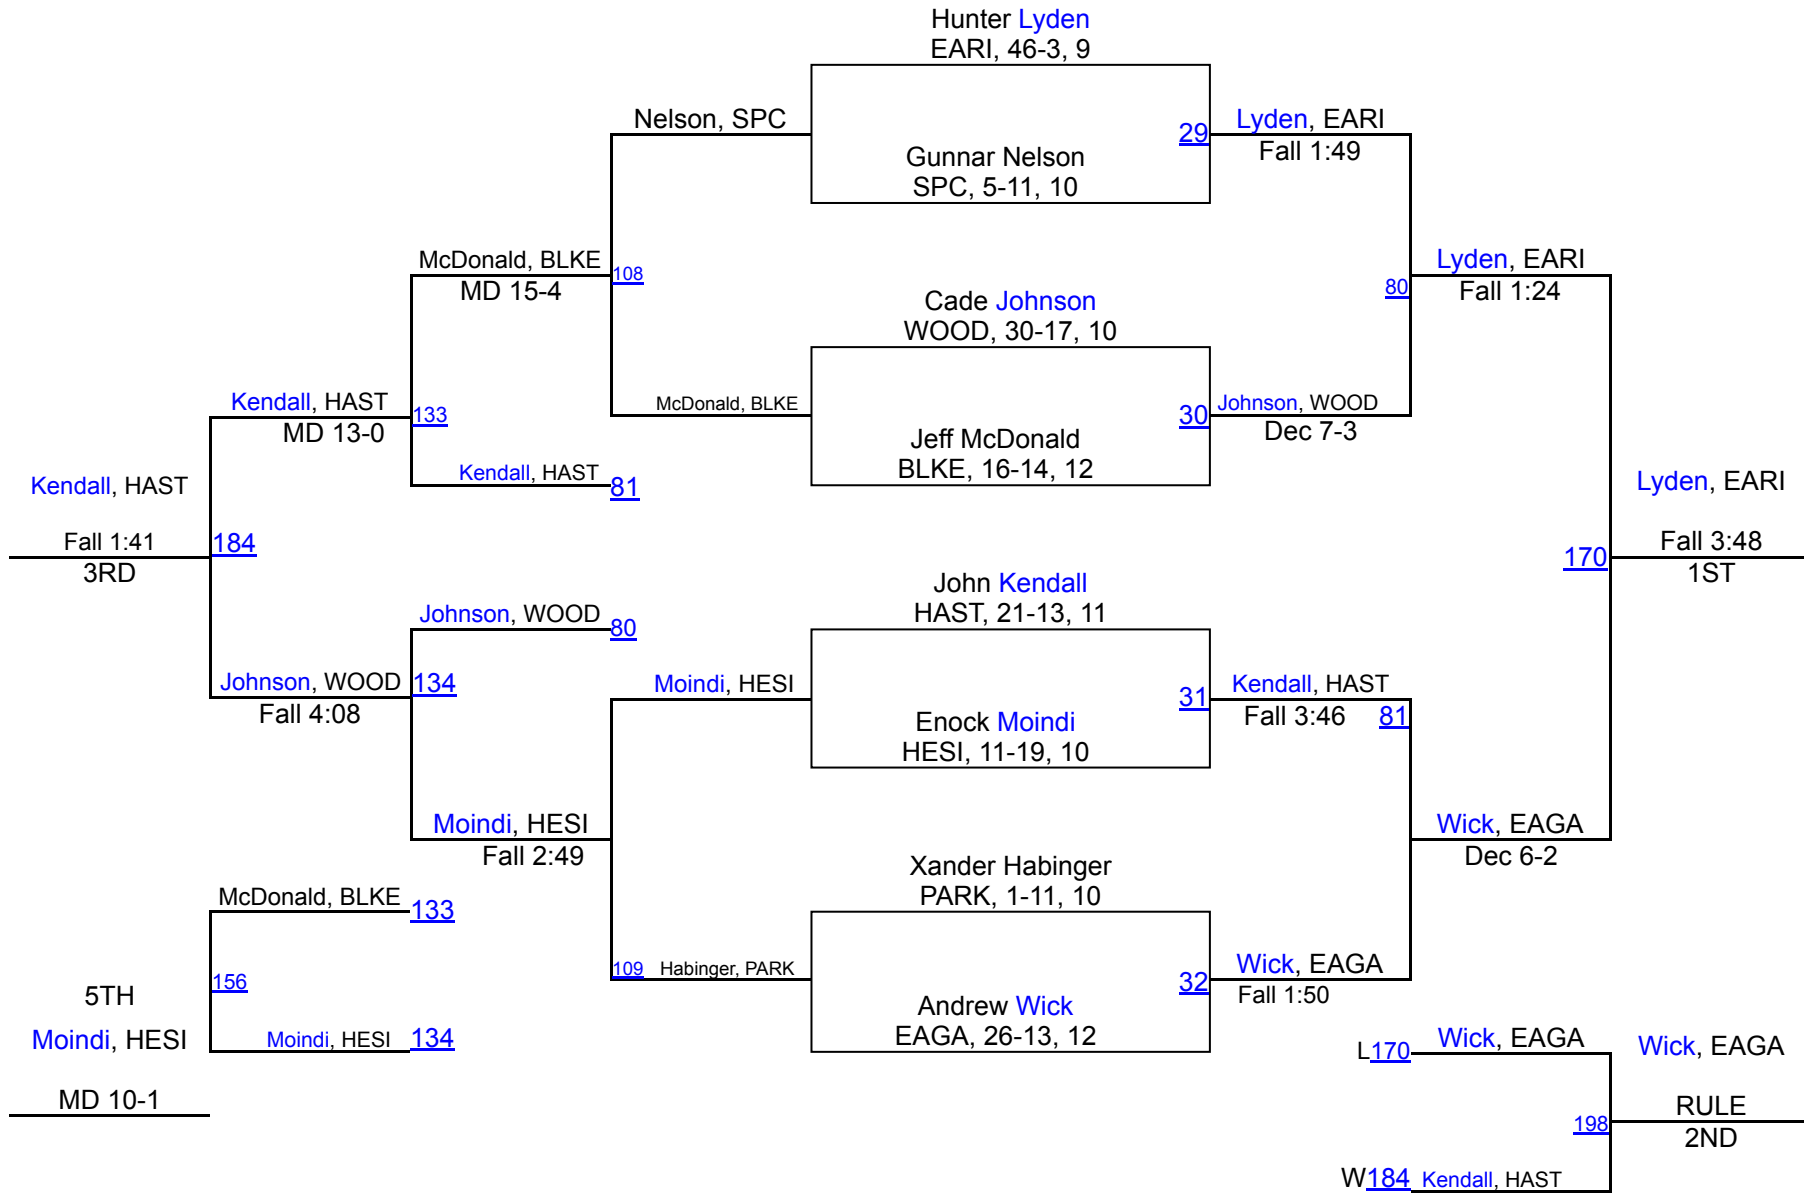 Hunter Lyden
EARI, 46-3, 9
Nelson, SPC
29
Lyden, EARI
Fall 1:49
Gunnar Nelson
SPC, 5-11, 10
McDonald, BLKE
MD 15-4
108
Lyden, EARI
Fall 1:24
80
Cade Johnson
WOOD, 30-17, 10
Kendall, HAST
MD 13-0
133
McDonald, BLKE
30
Johnson, WOOD
Dec 7-3
Jeff McDonald
BLKE, 16-14, 12
Kendall, HAST
81
Kendall, HAST
Fall 1:41
3RD
184
Lyden, EARI
Fall 3:48
1ST
170
John Kendall
HAST, 21-13, 11
Johnson, WOOD
80
Johnson, WOOD
Fall 4:08
134
Moindi, HESI
31
Kendall, HAST
Fall 3:46
81
Enock Moindi
HESI, 11-19, 10
Moindi, HESI
Fall 2:49
Wick, EAGA
Dec 6-2
Xander Habinger
PARK, 1-11, 10
McDonald, BLKE
133
109
Habinger, PARK
32
Wick, EAGA
Fall 1:50
Andrew Wick
EAGA, 26-13, 12
156
5TH
Moindi, HESI
MD 10-1
Moindi, HESI
134
L170
Wick, EAGA
Wick, EAGA
RULE
2ND
198
W184
Kendall, HAST